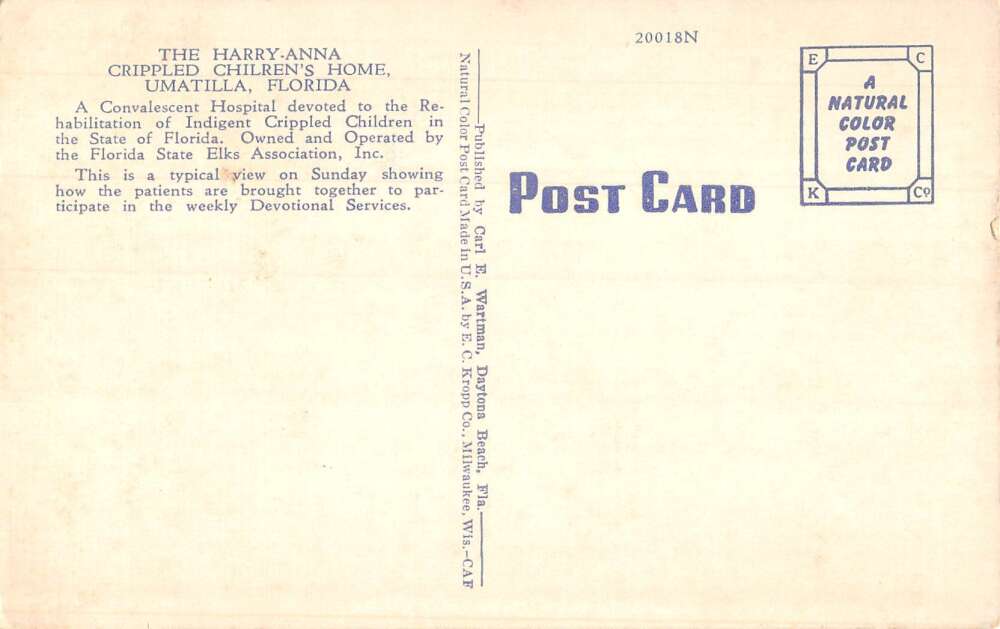 THE HARRY-ANNA
CRIPPLED CHILREN'S HOME,
UMATILLA, FLORIDA
A Convalescent Hospital devoted to the Re-
habilitation of Indigent Crippled Children in
the State of Florida. Owned and Operated by
the Florida State Elks Association, Inc.
This is a typical view on Sunday showing
how the patients are brought together to par-
ticipate in the weekly Devotional Services.
Published by Carl E. Wartman, Daytona Beach, Fla.
Natural Color Post Card Made in U.S.A. by E. C. Kropp Co., Milwaukee, Wis.-CAF
20018N
POST CARD
E C
A
NATURAL
COLOR
POST
CARD
K Co